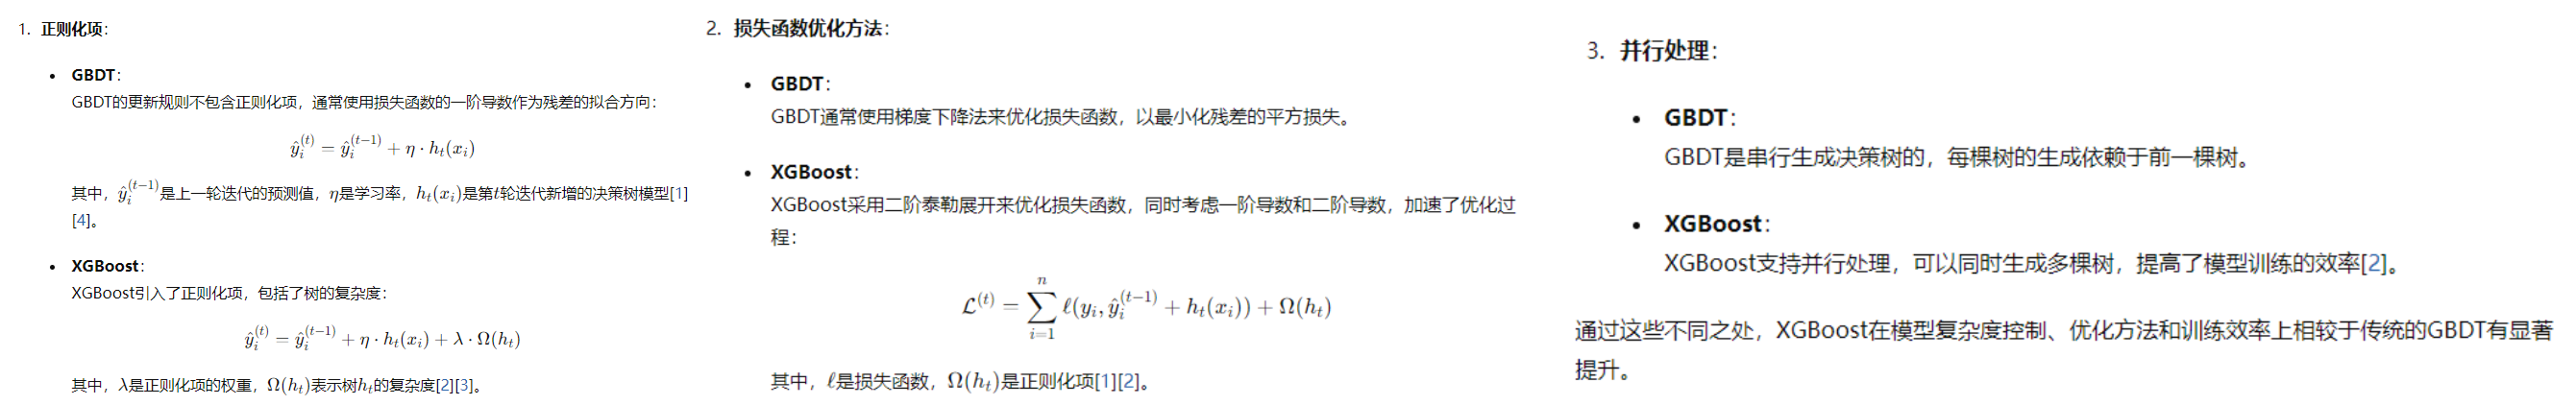 1. 正则化项：
• GBDT：
GBDT的更新规则不包含正则化项，通常使用损失函数的一阶导数作为残差的拟合方向：
$\hat{y}_i^{(t)} = \hat{y}_i^{(t-1)} + \eta \cdot h_t(x_i)$
其中，$\hat{y}_i^{(t-1)}$是上一轮迭代的预测值，$\eta$是学习率，$h_t(x_i)$是第$t$轮迭代新增的决策树模型[1]
[4]。
• XGBoost：
XGBoost引入了正则化项，包括了树的复杂度：
$\hat{y}_i^{(t)} = \hat{y}_i^{(t-1)} + \eta \cdot h_t(x_i) + \lambda \cdot \Omega(h_t)$
其中，$\lambda$是正则化项的权重，$\Omega(h_t)$表示树$h_t$的复杂度[2][3]。
2. 损失函数优化方法：
• GBDT：
GBDT通常使用梯度下降法来优化损失函数，以最小化残差的平方损失。
• XGBoost：
XGBoost采用二阶泰勒展开来优化损失函数，同时考虑一阶导数和二阶导数，加速了优化过
程：
$\mathcal{L}^{(t)} = \sum_{i=1}^{n} \ell(y_i, \hat{y}_i^{(t-1)} + h_t(x_i)) + \Omega(h_t)$
其中，$\ell$是损失函数，$\Omega(h_t)$是正则化项[1][2]。
3. 并行处理：
• GBDT：
GBDT是串行生成决策树的，每棵树的生成依赖于前一棵树。
• XGBoost：
XGBoost支持并行处理，可以同时生成多棵树，提高了模型训练的效率[2]。
通过这些不同之处，XGBoost在模型复杂度控制、优化方法和训练效率上相较于传统的GBDT有显著
提升。